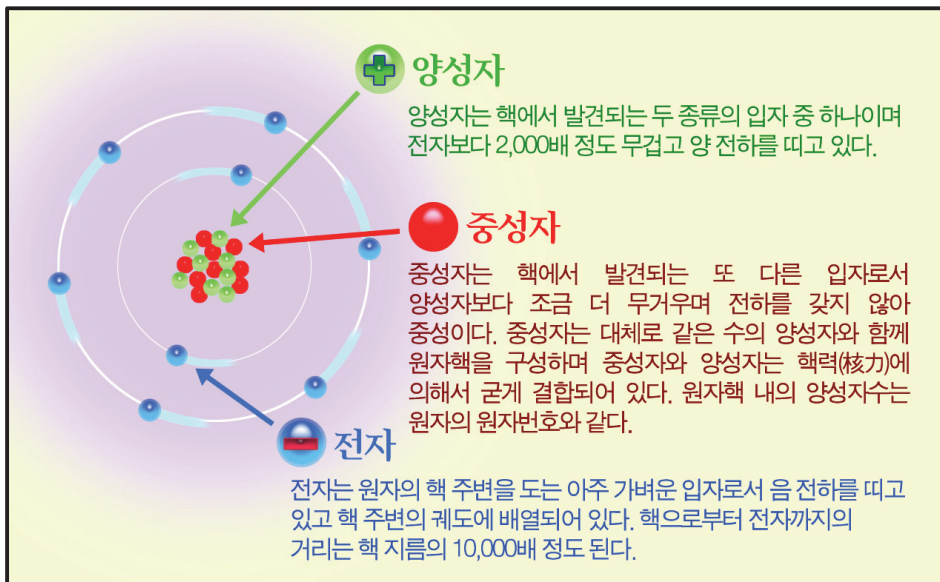 양성자
양성자는 핵에서 발견되는 두 종류의 입자 중 하나이며
전자보다 2,000배 정도 무겁고 양 전하를 띠고 있다.
중성자
중성자는 핵에서 발견되는 또 다른 입자로서
양성자보다 조금 더 무거우며 전하를 갖지 않아
중성이다. 중성자는 대체로 같은 수의 양성자와 함께
원자핵을 구성하며 중성자와 양성자는 핵력(核力)에
의해서 굳게 결합되어 있다. 원자핵 내의 양성자수는
원자의 원자번호와 같다.
전자
전자는 원자의 핵 주변을 도는 아주 가벼운 입자로서 음 전하를 띠고
있고 핵 주변의 궤도에 배열되어 있다. 핵으로부터 전자까지의
거리는 핵 지름의 10,000배 정도 된다.